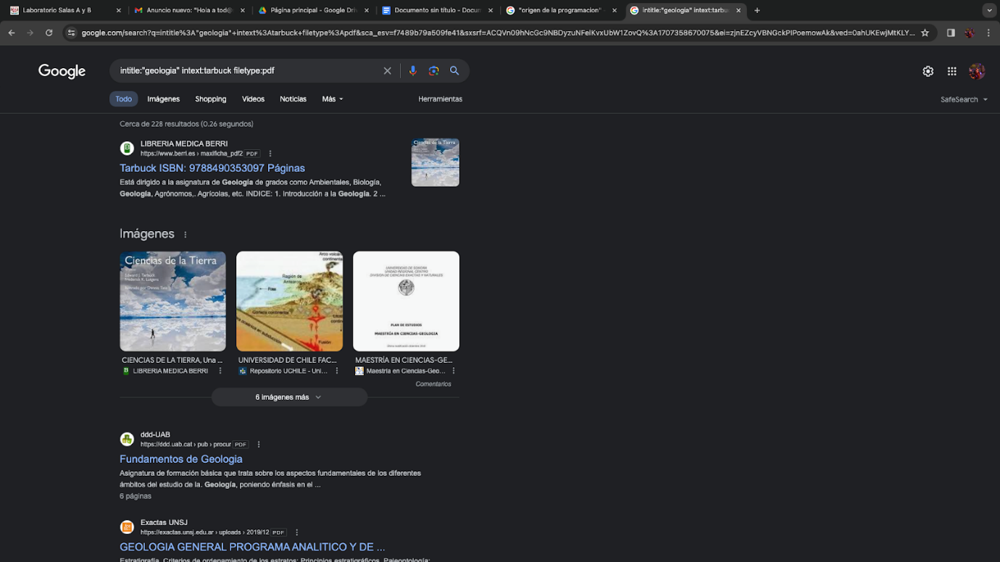 Laboratorio Salas A y B
Anuncio nuevo: "Hola a tod@
Página principal - Google Driv
Documento sin título - Docum
"origen de la programacion" -
intitle:"geologia" intext:tarbuc
google.com/search?q=intitle%3A"geologia"+intext%3Atarbuck+filetype%3Apdf&sca_esv=f7489b79a509fe41&sxsrf=ACQVn09hNcGc9NBDyzuNFelKvxUbW1ZovQ%3A1707358670075&ei=zjnEZcyVBNGckPIPoemowAk&ved=0ahUKEwjMtKLY...
Google
intitle:"geologia" intext:tarbuck filetype:pdf
Todo
Imágenes
Shopping
Videos
Noticias
Más
Herramientas
SafeSearch
Cerca de 228 resultados (0.26 segundos)
LIBRERIA MEDICA BERRI
https://www.berri.es › maxificha_pdf2 PDF
Tarbuck ISBN: 9788490353097 Páginas
Está dirigido a la asignatura de Geología de grados como Ambientales, Biología,
Geología, Agrónomos,. Agrícolas, etc. INDICE: 1. Introducción a la Geología. 2 ...
Ciencias de la Tierra
Imágenes
Ciencias de la Tierra
Edward J. Tarbuck
Frederick K. Lutgens
Ilustrado por Dennis Tasa
Arco volcá
continenta
Región de
Antearco
Fosa
Corteza continental
Fusión
UNIVERSIDAD DE SONORA
UNIDAD REGIONAL CENTRO
DIVISIÓN DE CIENCIAS EXACTAS Y NATURALES
PLAN DE ESTUDIOS
MAESTRÍA EN CIENCIAS-GEOLOGÍA
CIENCIAS DE LA TIERRA, Una ...
LIBRERIA MEDICA BERRI
UNIVERSIDAD DE CHILE FAC...
Repositorio UCHILE - Uni...
MAESTRÍA EN CIENCIAS-GE...
Maestría en Ciencias-Geo...
Comentarios
6 imágenes más
ddd-UAB
https://ddd.uab.cat › pub › procur PDF
Fundamentos de Geologia
Asignatura de formación básica que trata sobre los aspectos fundamentales de los diferentes
ámbitos del estudio de la. Geología, poniendo énfasis en el ...
6 páginas
Exactas UNSJ
https://exactas.unsj.edu.ar › uploads › 2019/12 PDF
GEOLOGIA GENERAL PROGRAMA ANALITICO Y DE ...
Estratigrafía. Criterios de ordenamiento de los estratos: Principios estratigráficos. Paleontología: